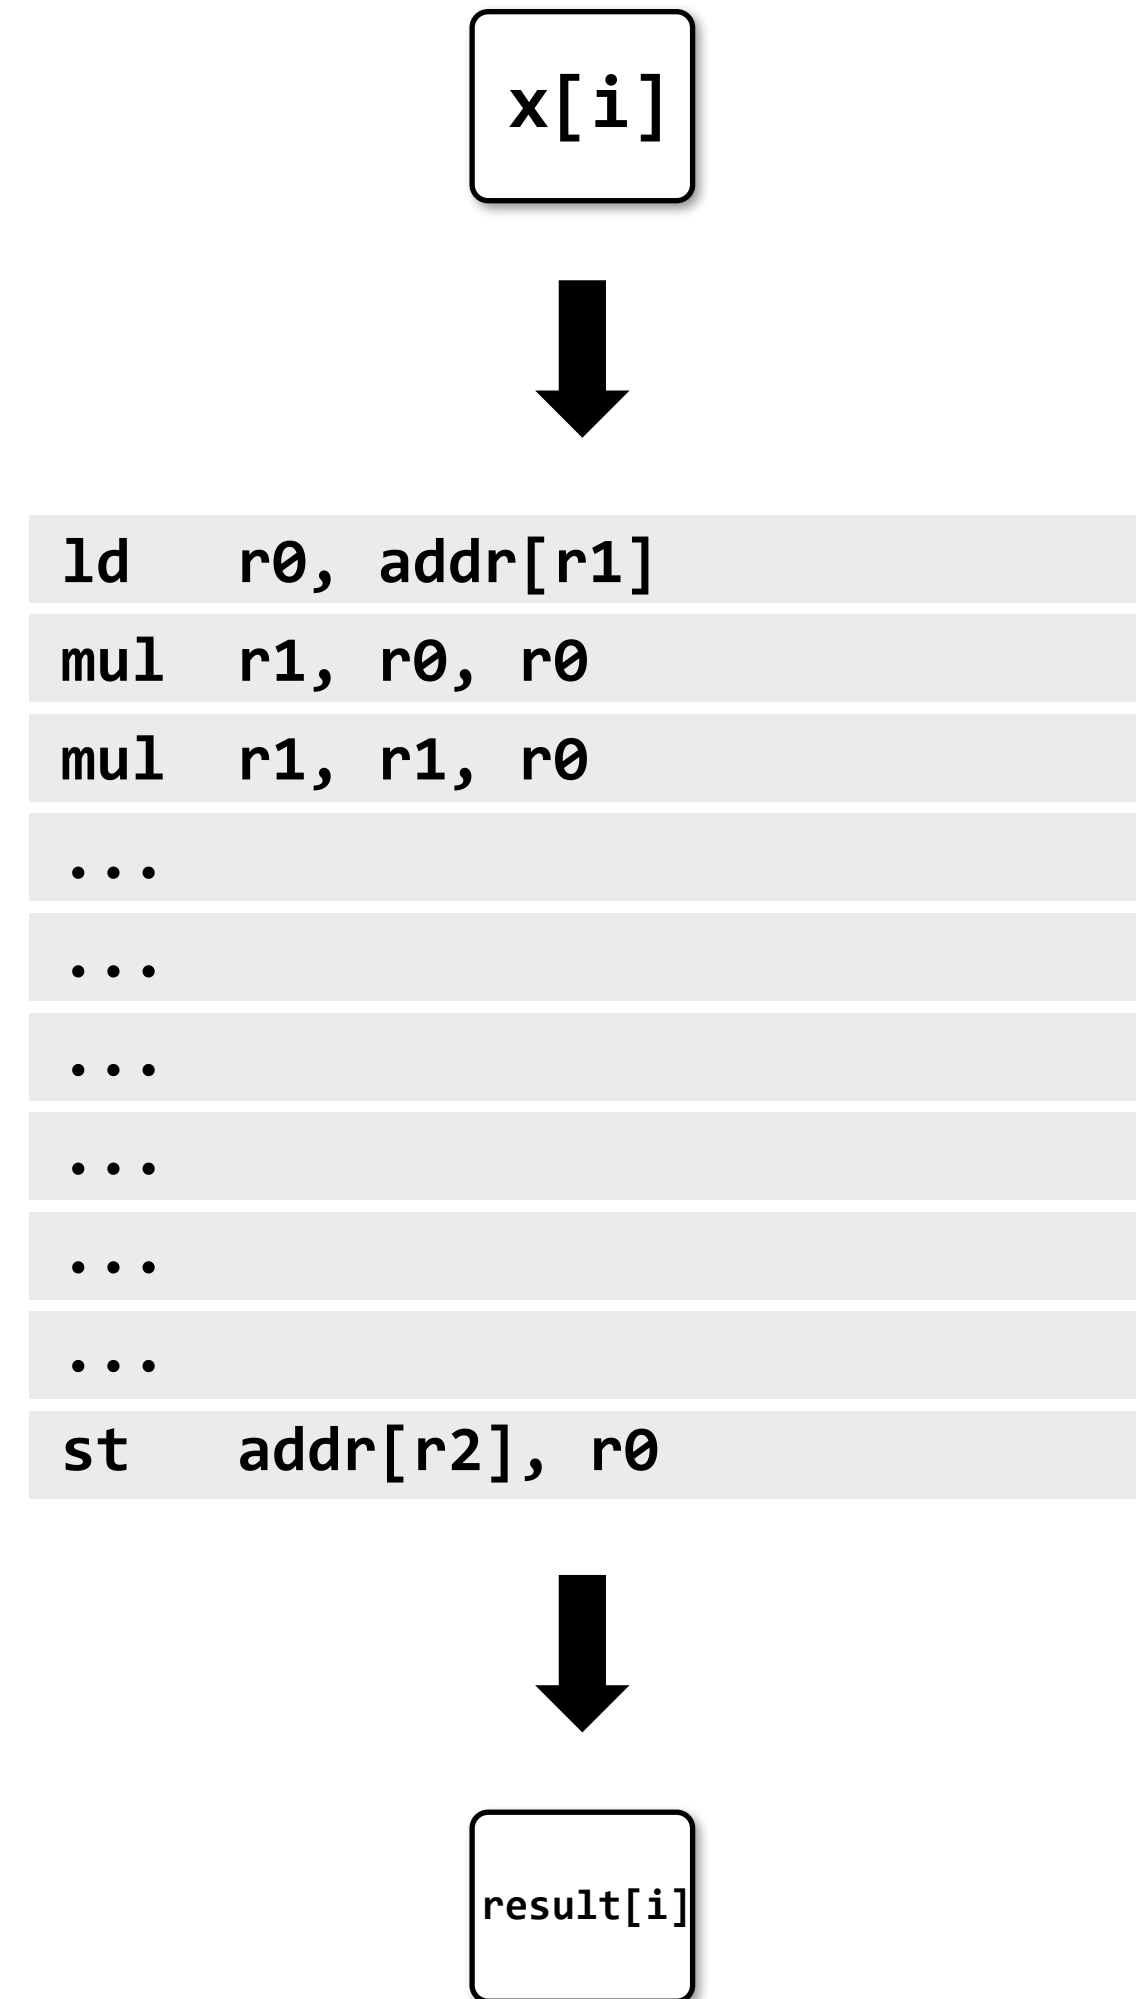 x[i]
ld   r0, addr[r1]
mul  r1, r0, r0
mul  r1, r1, r0
...
...
...
...
...
...
st   addr[r2], r0
result[i]